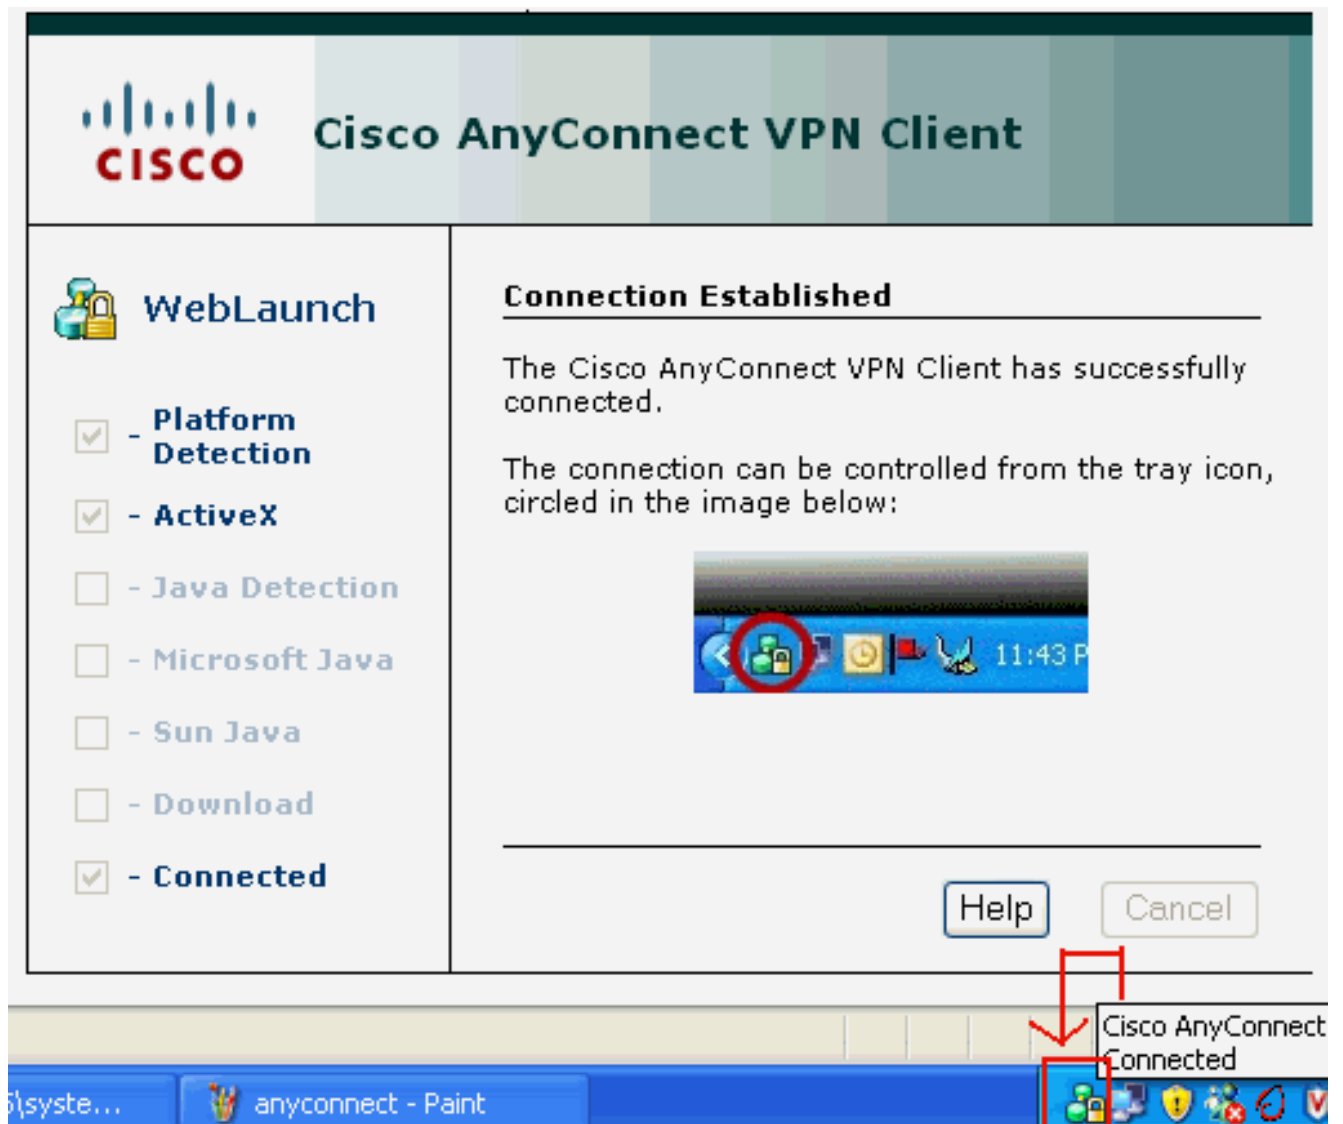 CISCO
Cisco AnyConnect VPN Client
WebLaunch
- Platform
Detection
- ActiveX
- Java Detection
- Microsoft Java
- Sun Java
- Download
- Connected
Connection Established
The Cisco AnyConnect VPN Client has successfully
connected.
The connection can be controlled from the tray icon,
circled in the image below:
11:43 P
Help
Cancel
Cisco AnyConnect
Connected
\syste...
anyconnect - Paint